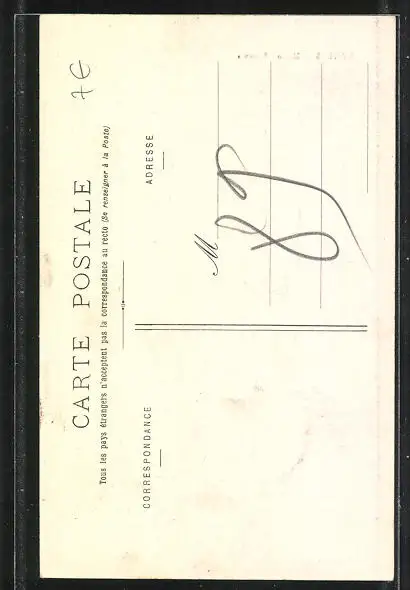 7€
CARTE POSTALE
Tous les pays étrangers n'acceptent pas la correspondance au recto (Se renseigner à la Poste)
CORRESPONDANCE
ADRESSE
M